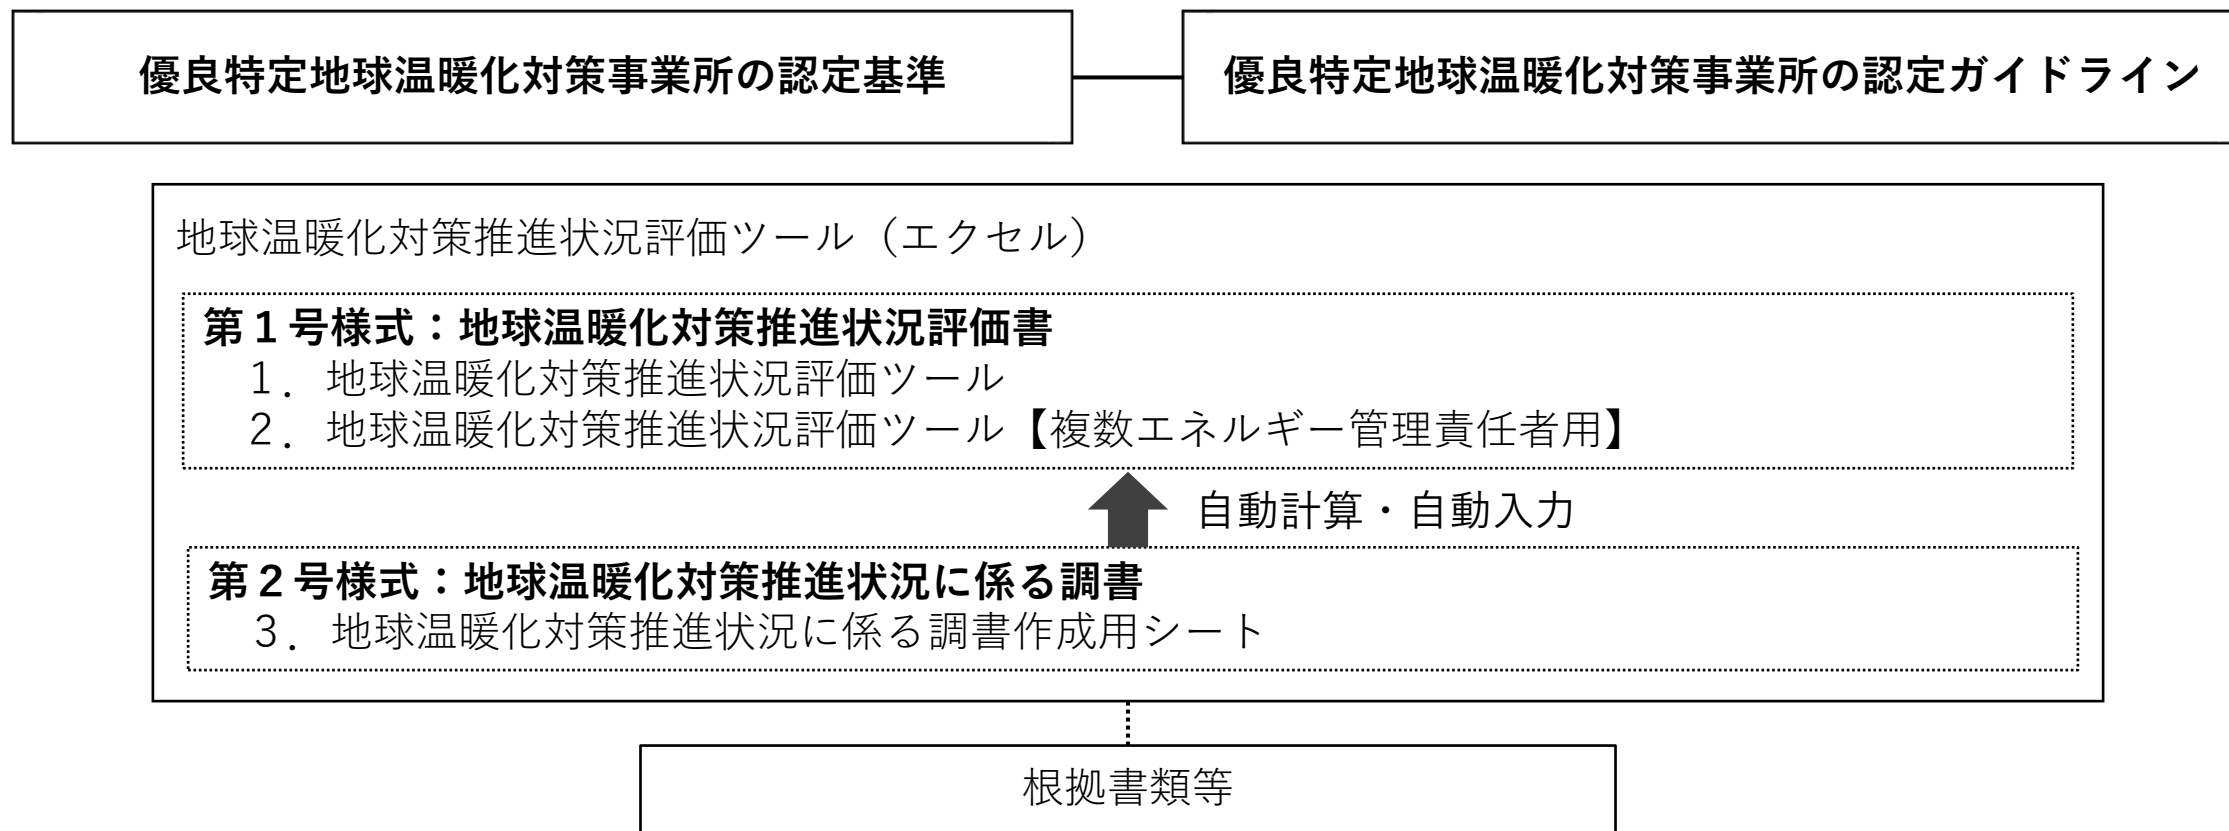 優良特定地球温暖化対策事業所の認定基準
優良特定地球温暖化対策事業所の認定ガイドライン
地球温暖化対策推進状況評価ツール（エクセル）
第１号様式：地球温暖化対策推進状況評価書
１．地球温暖化対策推進状況評価ツール
２．地球温暖化対策推進状況評価ツール【複数エネルギー管理責任者用】
自動計算・自動入力
第２号様式：地球温暖化対策推進状況に係る調書
３．地球温暖化対策推進状況に係る調書作成用シート
根拠書類等